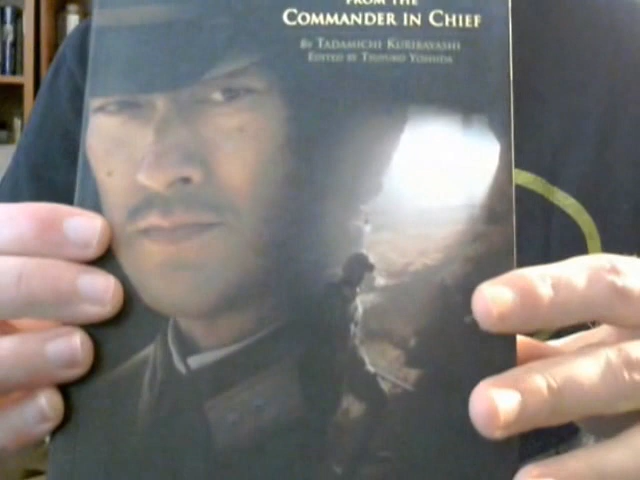 FROM THE
COMMANDER IN CHIEF
BY TADAMICHI KURIBAYASHI
EDITED BY TSUYUKO YOSHIDA